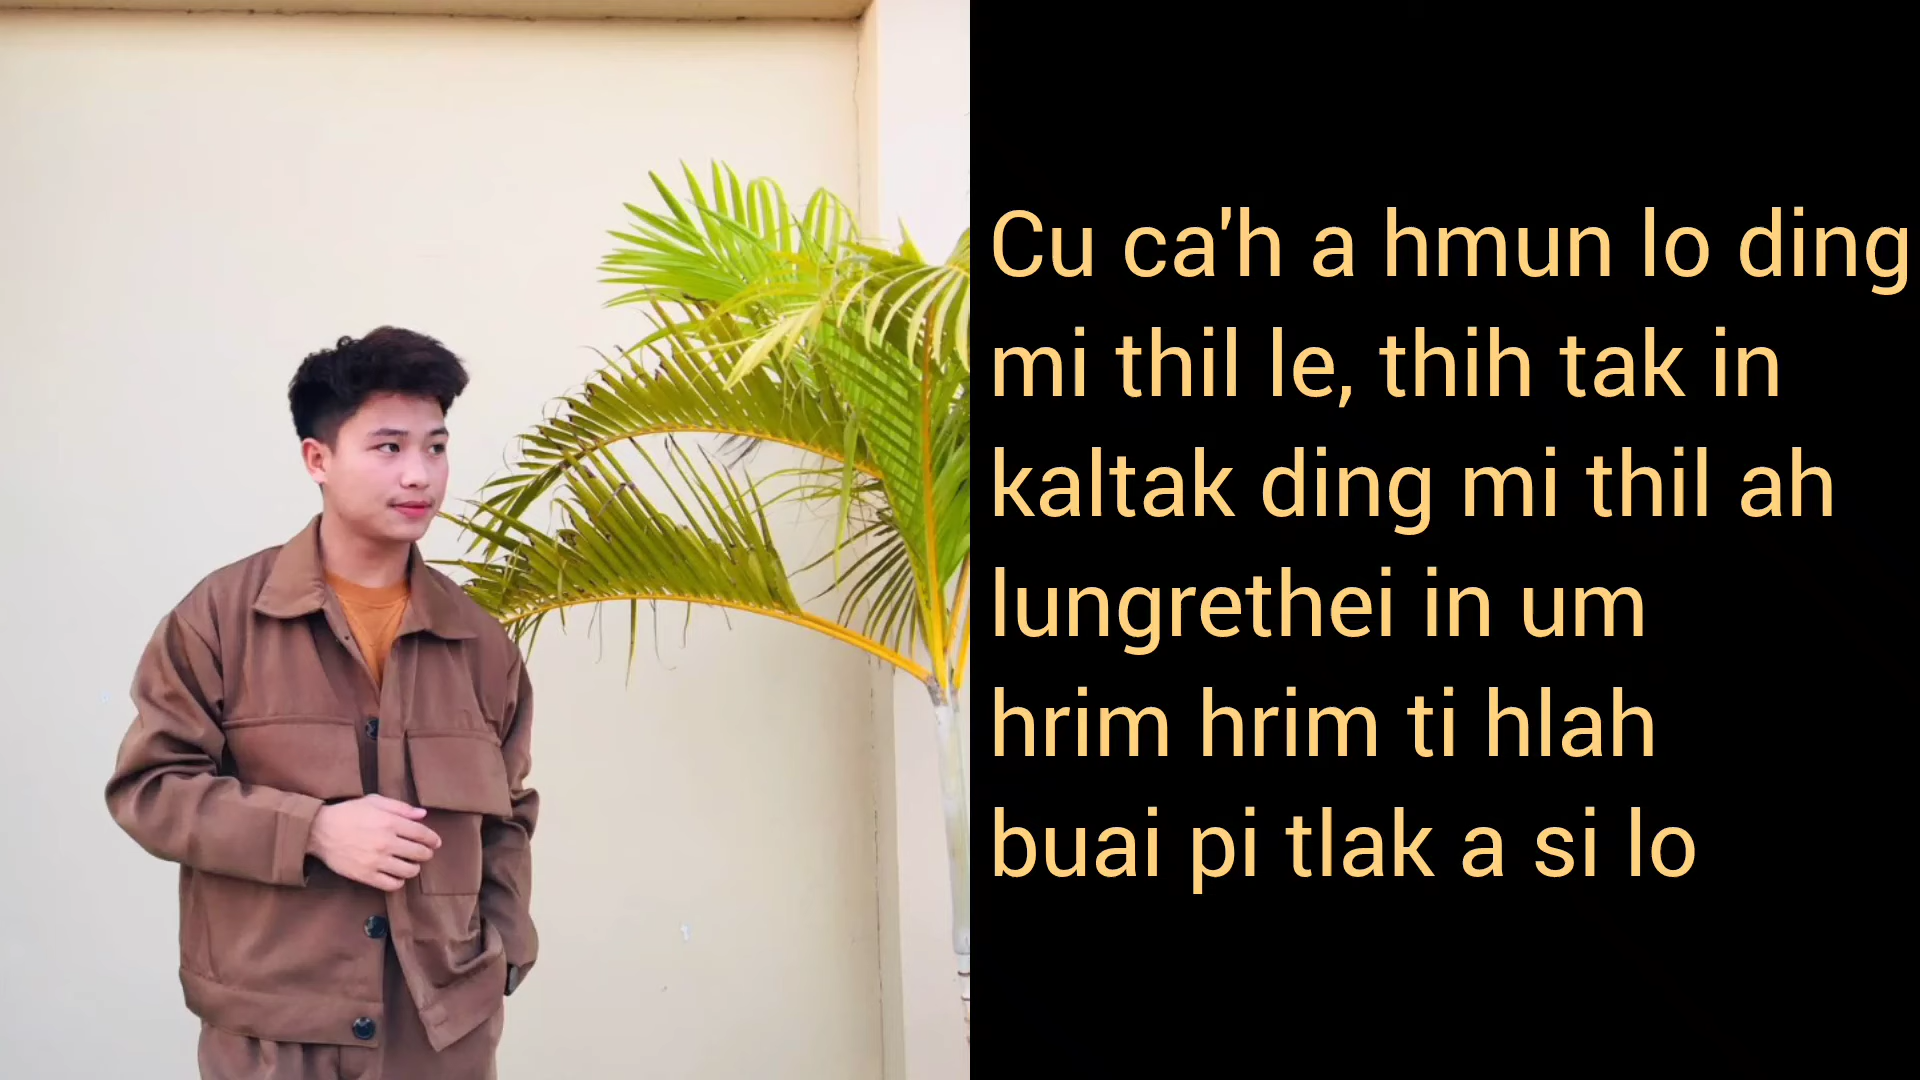 Cu ca'h a hmun lo ding
mi thil le, thih tak in
kaltak ding mi thil ah
lungrethei in um
hrim hrim ti hlah
buai pi tlak a si lo